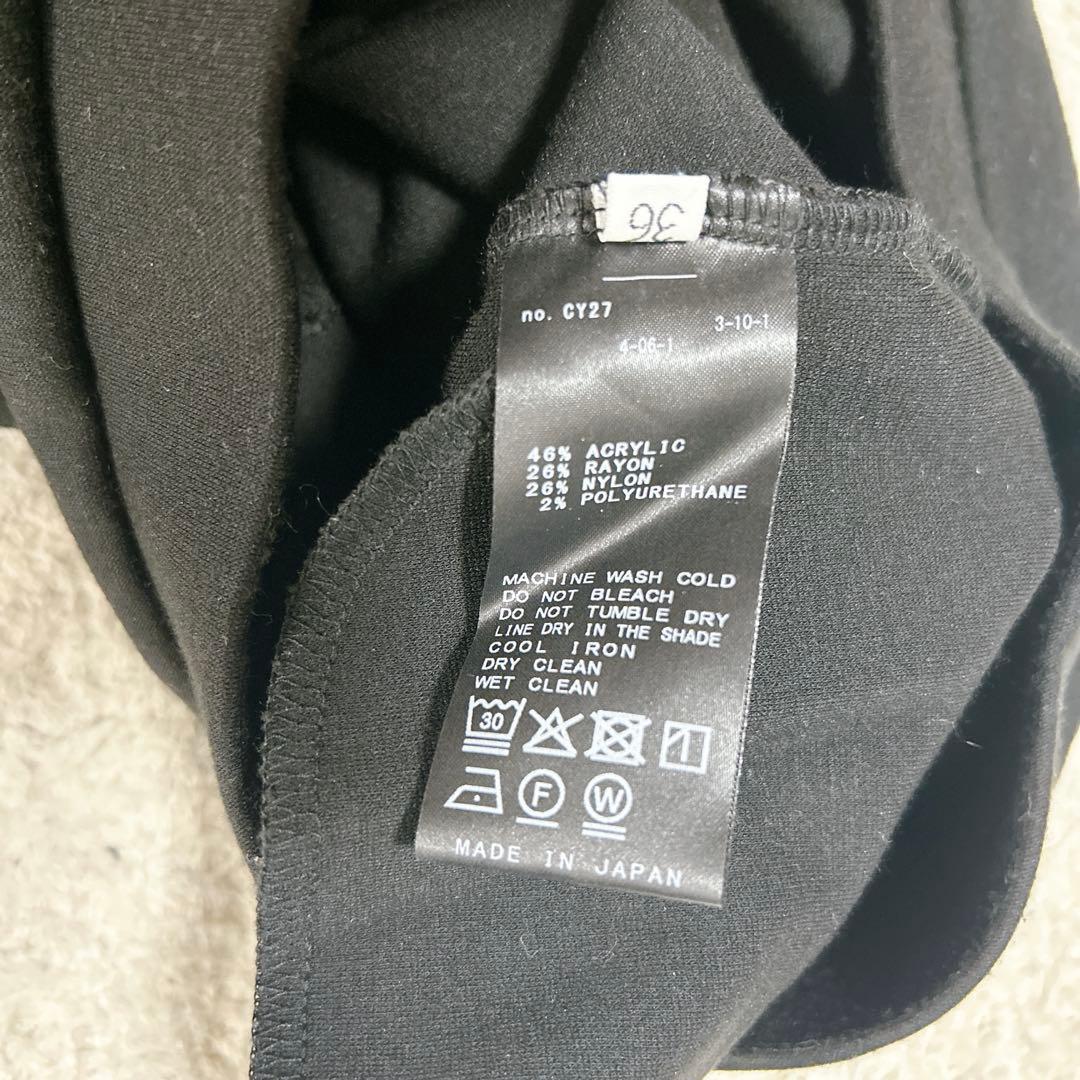 36
no. CY27
3-10-1
4-06-1
46% ACRYLIC
26% RAYON
26% NYLON
2% POLYURETHANE
MACHINE WASH COLD
DO NOT BLEACH
DO NOT TUMBLE DRY
LINE DRY IN THE SHADE
COOL IRON
DRY CLEAN
WET CLEAN
30
F W
MADE IN JAPAN